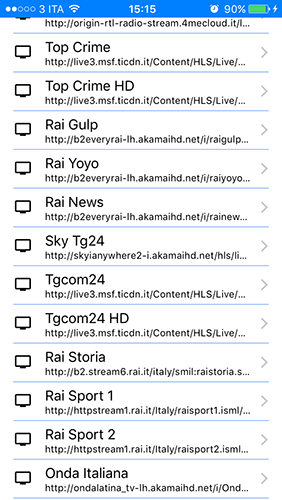 3 ITA 15:15 90%
http://origin-rtl-radio-stream.4mecloud.it/l...
Top Crime
http://live3.msf.ticdn.it/Content/HLS/Live/...
Top Crime HD
http://live3.msf.ticdn.it/Content/HLS/Live/...
Rai Gulp
http://b2everyrai-lh.akamaihd.net/i/raigulp...
Rai Yoyo
http://b2everyrai-lh.akamaihd.net/i/raiyoyo...
Rai News
http://b2everyrai-lh.akamaihd.net/i/rainew...
Sky Tg24
http://skyianywhere2-i.akamaihd.net/hls/li...
Tgcom24
http://live3.msf.ticdn.it/Content/HLS/Live/...
Tgcom24 HD
http://live3.msf.ticdn.it/Content/HLS/Live/...
Rai Storia
http://b2.stream6.rai.it/Italy/smil:raistoria.s...
Rai Sport 1
http://httpstream1.rai.it/Italy/raisport1.isml/...
Rai Sport 2
http://httpstream1.rai.it/Italy/raisport2.isml...
Onda Italiana
http://ondalatina_tv-lh.akamaihd.net/i/Ond...